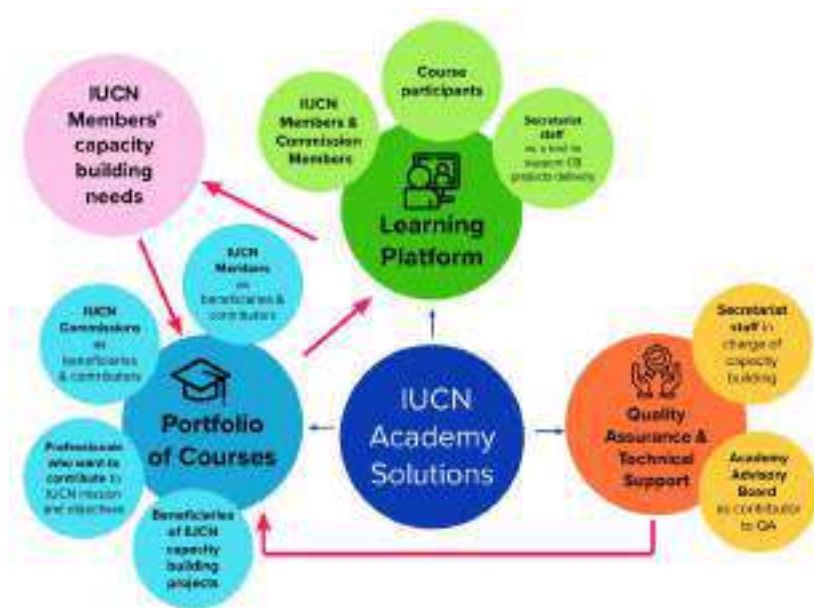 IUCN
Members'
capacity
building
needs
IUCN
Members &
Commission
Members
Course
participants
Secretariat
staff
as a tool to
support CB
products delivery
Learning
Platform
IUCN
Members
as
beneficiaries &
contributors
IUCN
Commissions
as
beneficiaries
& contributors
Portfolio
of Courses
Professionals
who want to
contribute to
IUCN mission
and objectives
Beneficiaries
of IUCN
capacity
building
projects
IUCN
Academy
Solutions
Quality
Assurance &
Technical
Support
Secretariat
staff in
charge of
capacity
building
Academy
Advisory
Board
as contributor
to QA